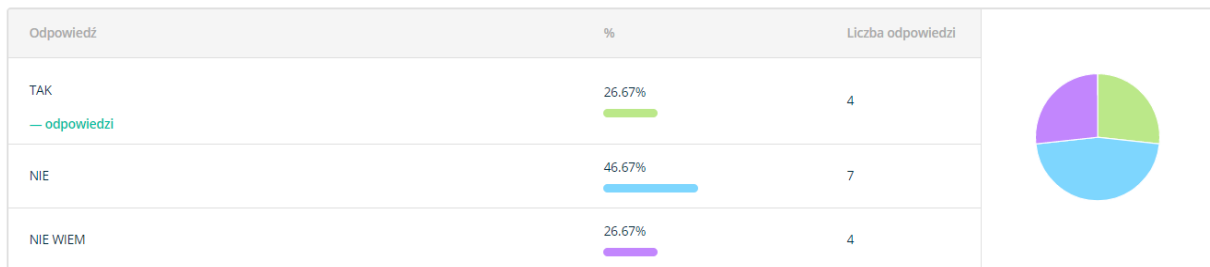 Odpowiedź % Liczba odpowiedzi
TAK 26.67% 4
— odpowiedzi
NIE 46.67% 7
NIE WIEM 26.67% 4